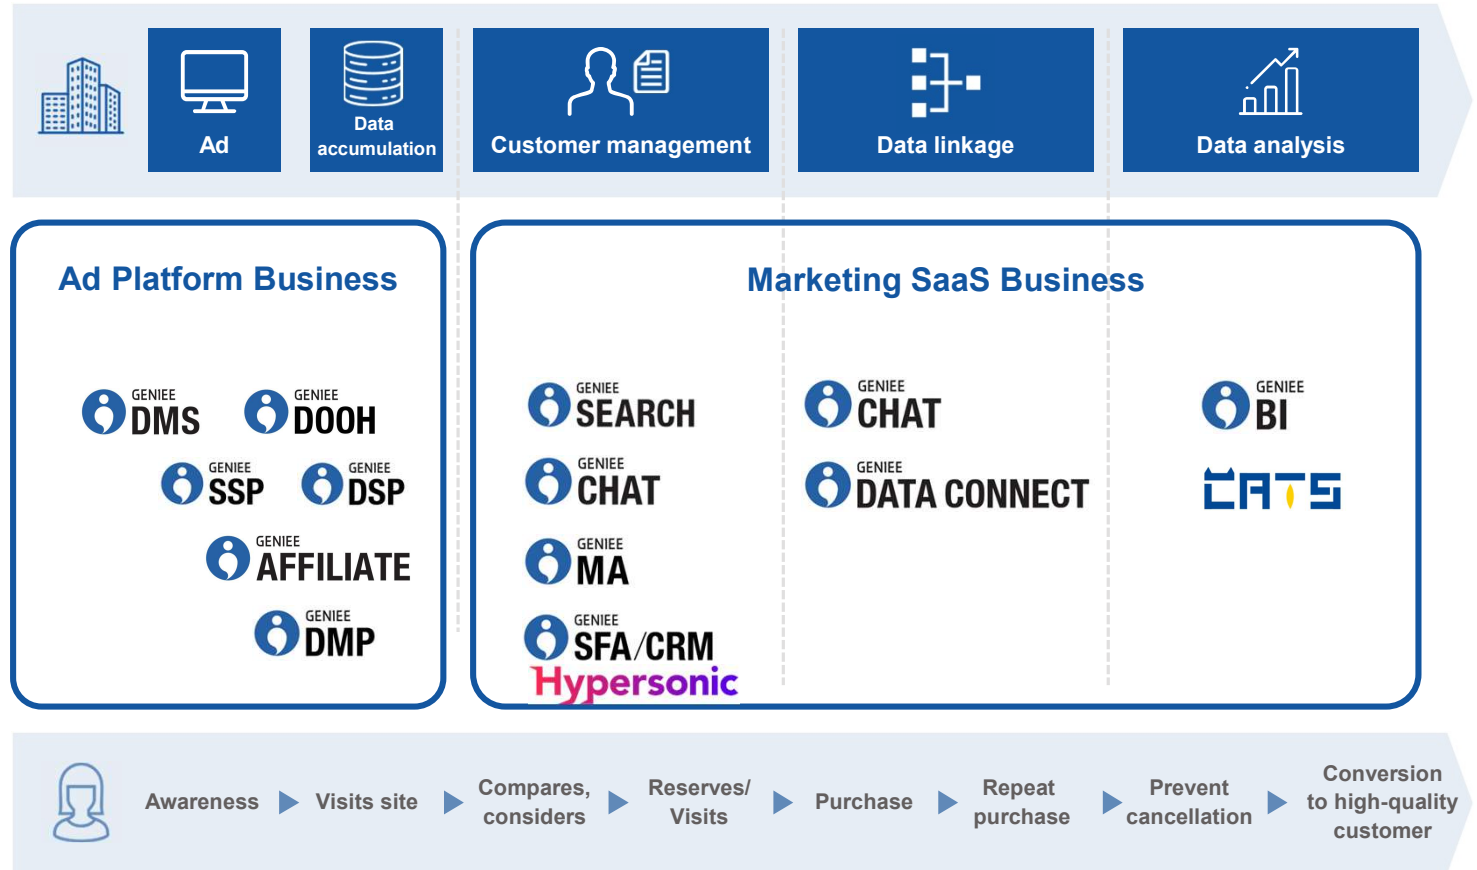 Ad
Data
accumulation
Customer management
Data linkage
Data analysis
Ad Platform Business
GENIEE
DMS
GENIEE
DOOH
GENIEE
SSP
GENIEE
DSP
GENIEE
AFFILIATE
GENIEE
DMP
Marketing SaaS Business
GENIEE
SEARCH
GENIEE
CHAT
GENIEE
MA
GENIEE
SFA/CRM
Hypersonic
GENIEE
CHAT
GENIEE
DATA CONNECT
GENIEE
BI
CATS
Awareness
Visits site
Compares,
considers
Reserves/
Visits
Purchase
Repeat
purchase
Prevent
cancellation
Conversion
to high-quality
customer